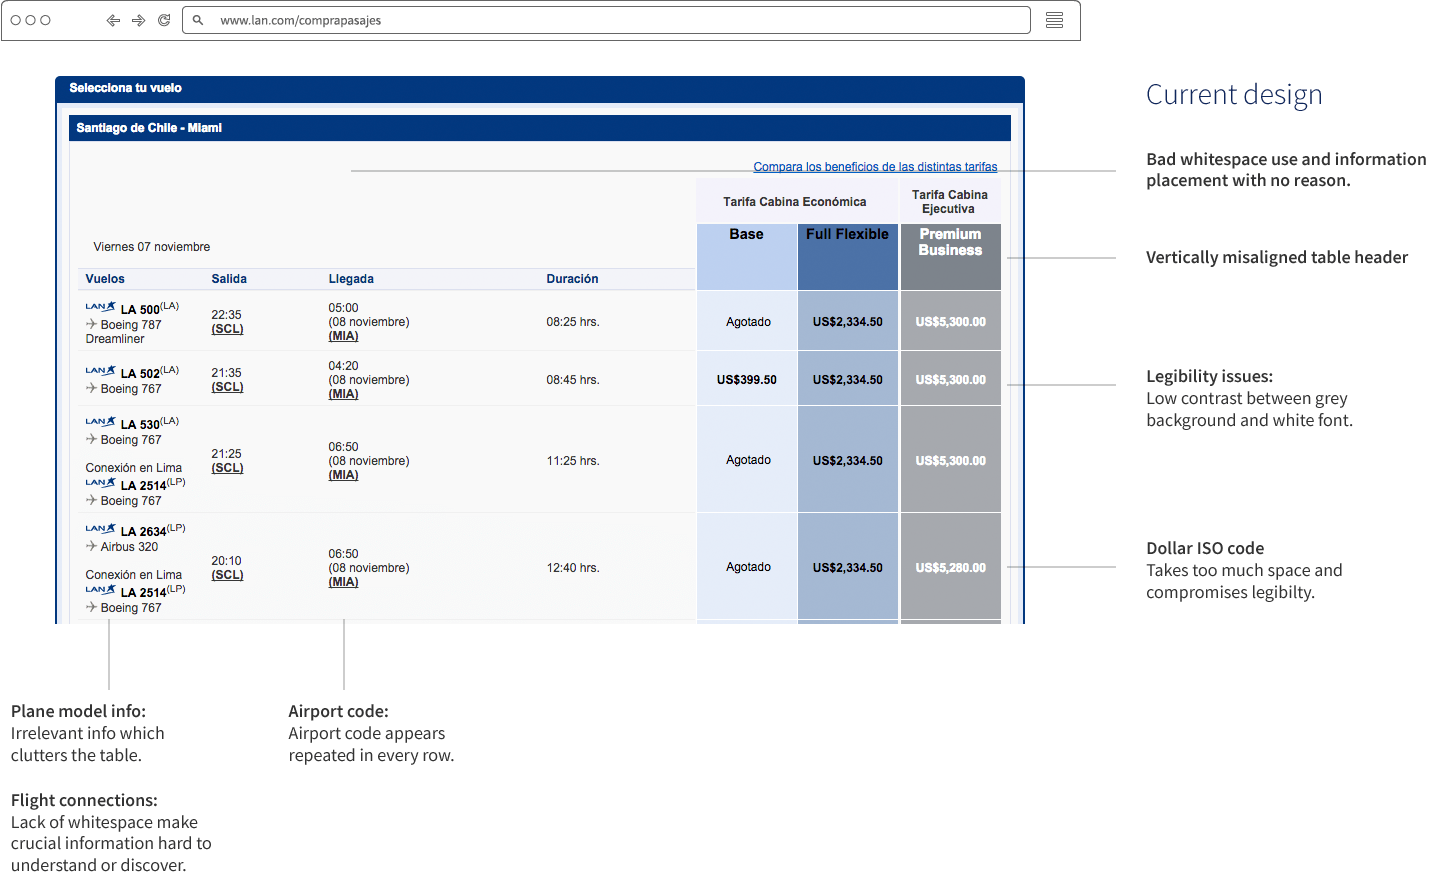 www.lan.com/comprapasajes
Selecciona tu vuelo
Santiago de Chile - Miami
Compara los beneficios de las distintas tarifas
Tarifa Cabina Económica
Tarifa Cabina
Ejecutiva
Viernes 07 noviembre
Base
Full Flexible
Premium
Business
Vuelos Salida Llegada Duración
LAN LA 500(LA)
Boeing 787
Dreamliner
22:35
(SCL)
05:00
(08 noviembre)
(MIA)
08:25 hrs.
Agotado
US$2,334.50
US$5,300.00
LAN LA 502(LA)
Boeing 767
21:35
(SCL)
04:20
(08 noviembre)
(MIA)
08:45 hrs.
US$399.50
US$2,334.50
US$5,300.00
LAN LA 530(LA)
Boeing 767
Conexión en Lima
LAN LA 2514(LP)
Boeing 767
21:25
(SCL)
06:50
(08 noviembre)
(MIA)
11:25 hrs.
Agotado
US$2,334.50
US$5,300.00
LAN LA 2634(LP)
Airbus 320
Conexión en Lima
LAN LA 2514(LP)
Boeing 767
20:10
(SCL)
06:50
(08 noviembre)
(MIA)
12:40 hrs.
Agotado
US$2,334.50
US$5,280.00
Current design
Bad whitespace use and information
placement with no reason.
Vertically misaligned table header
Legibility issues:
Low contrast between grey
background and white font.
Dollar ISO code
Takes too much space and
compromises legibilty.
Plane model info:
Irrelevant info which
clutters the table.
Airport code:
Airport code appears
repeated in every row.
Flight connections:
Lack of whitespace make
crucial information hard to
understand or discover.